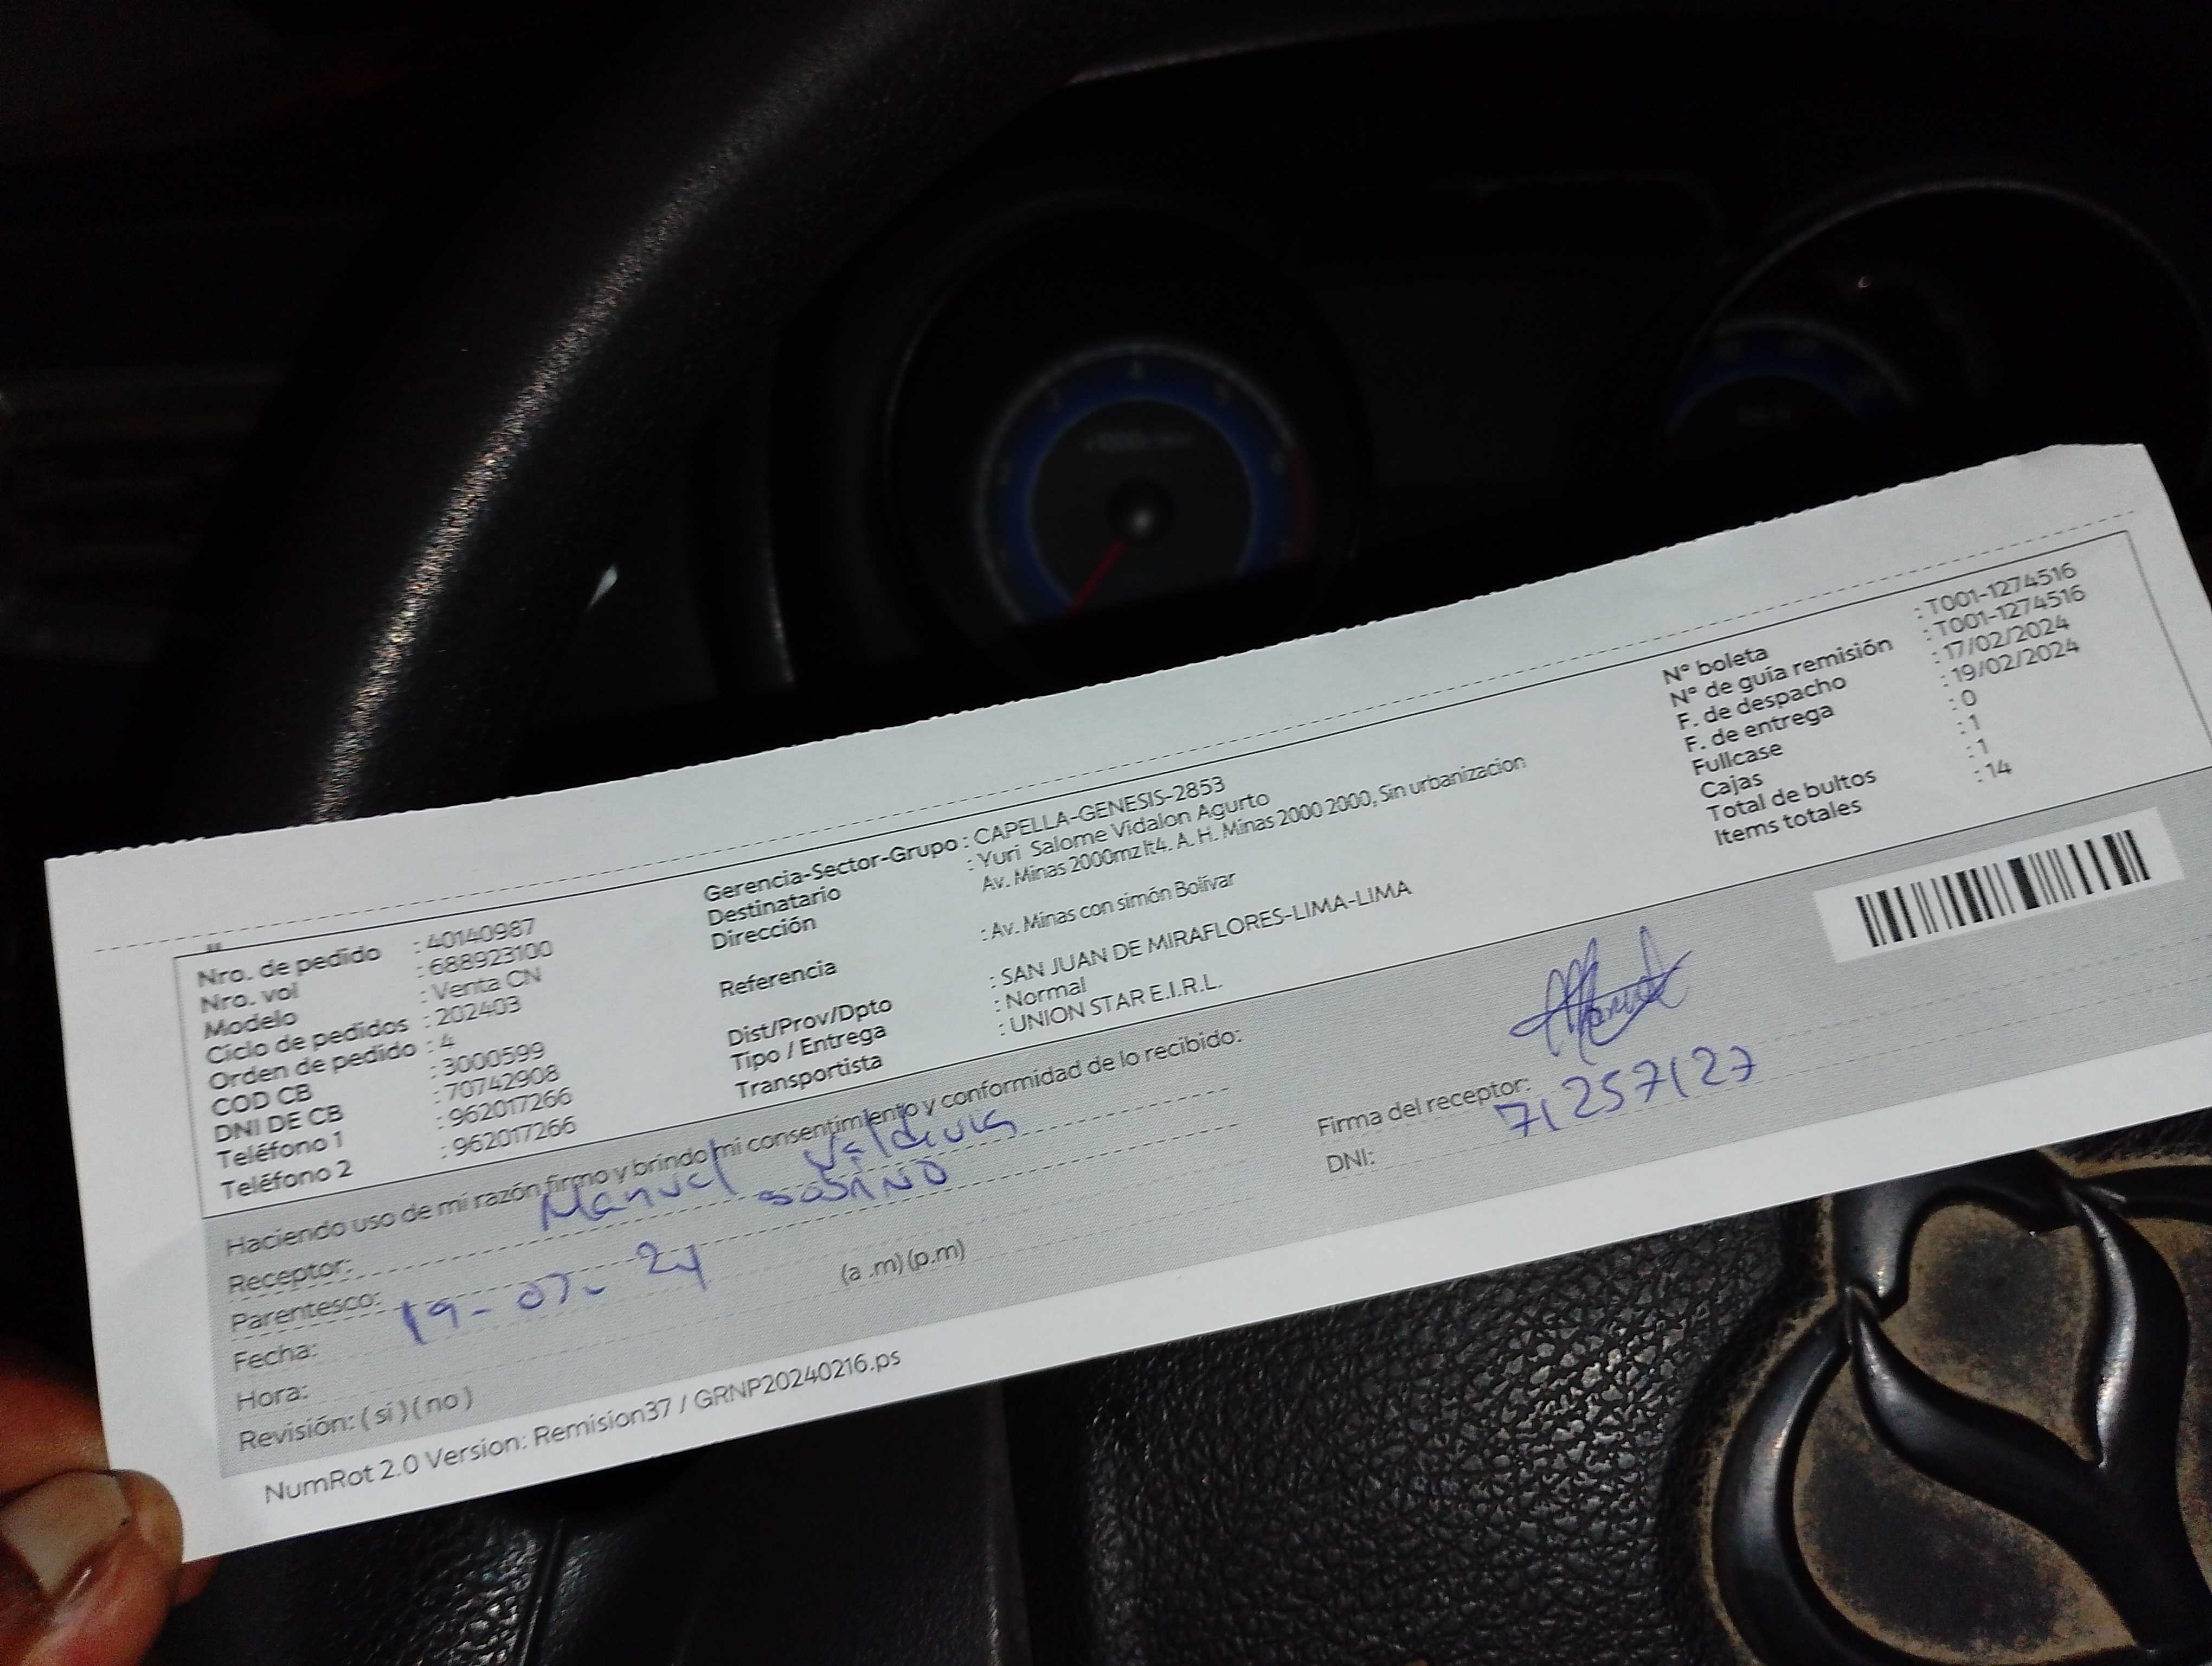 Nro. de pedido : 40140987
Nro. vol : 688923100
Modelo : Venta CN
Ciclo de pedidos : 202403
Orden de pedido : 4
COD CB : 3000599
DNI DE CB : 70742908
Teléfono 1 : 962017266
Teléfono 2 : 962017266
Gerencia-Sector-Grupo : CAPELLA-GENESIS-2853
Destinatario : Yuri Salome Vidalon Agurto
Dirección Av. Minas 2000mz lt4. A. H. Minas 2000 2000, Sin urbanizacion
Referencia : Av. Minas con simón Bolívar
Dist/Prov/Dpto : SAN JUAN DE MIRAFLORES-LIMA-LIMA
Tipo / Entrega : Normal
Transportista : UNION STAR E.I.R.L.
N° boleta : T001-1274516
N° de guía remisión : T001-1274516
F. de despacho : 17/02/2024
F. de entrega : 19/02/2024
Fullcase : 0
Cajas : 1
Total de bultos : 1
Items totales : 14
Haciendo uso de mi razón firmo y brindo mi consentimiento y conformidad de lo recibido:
Receptor: Manuel Valdivia
Parentesco: SOBRINO
Fecha: 19-02-24
Hora: (a .m) (p.m)
Revisión: ( si ) ( no )
Firma del receptor:
DNI: 71257127
NumRot 2.0 Version: Remision37 / GRNP20240216.ps